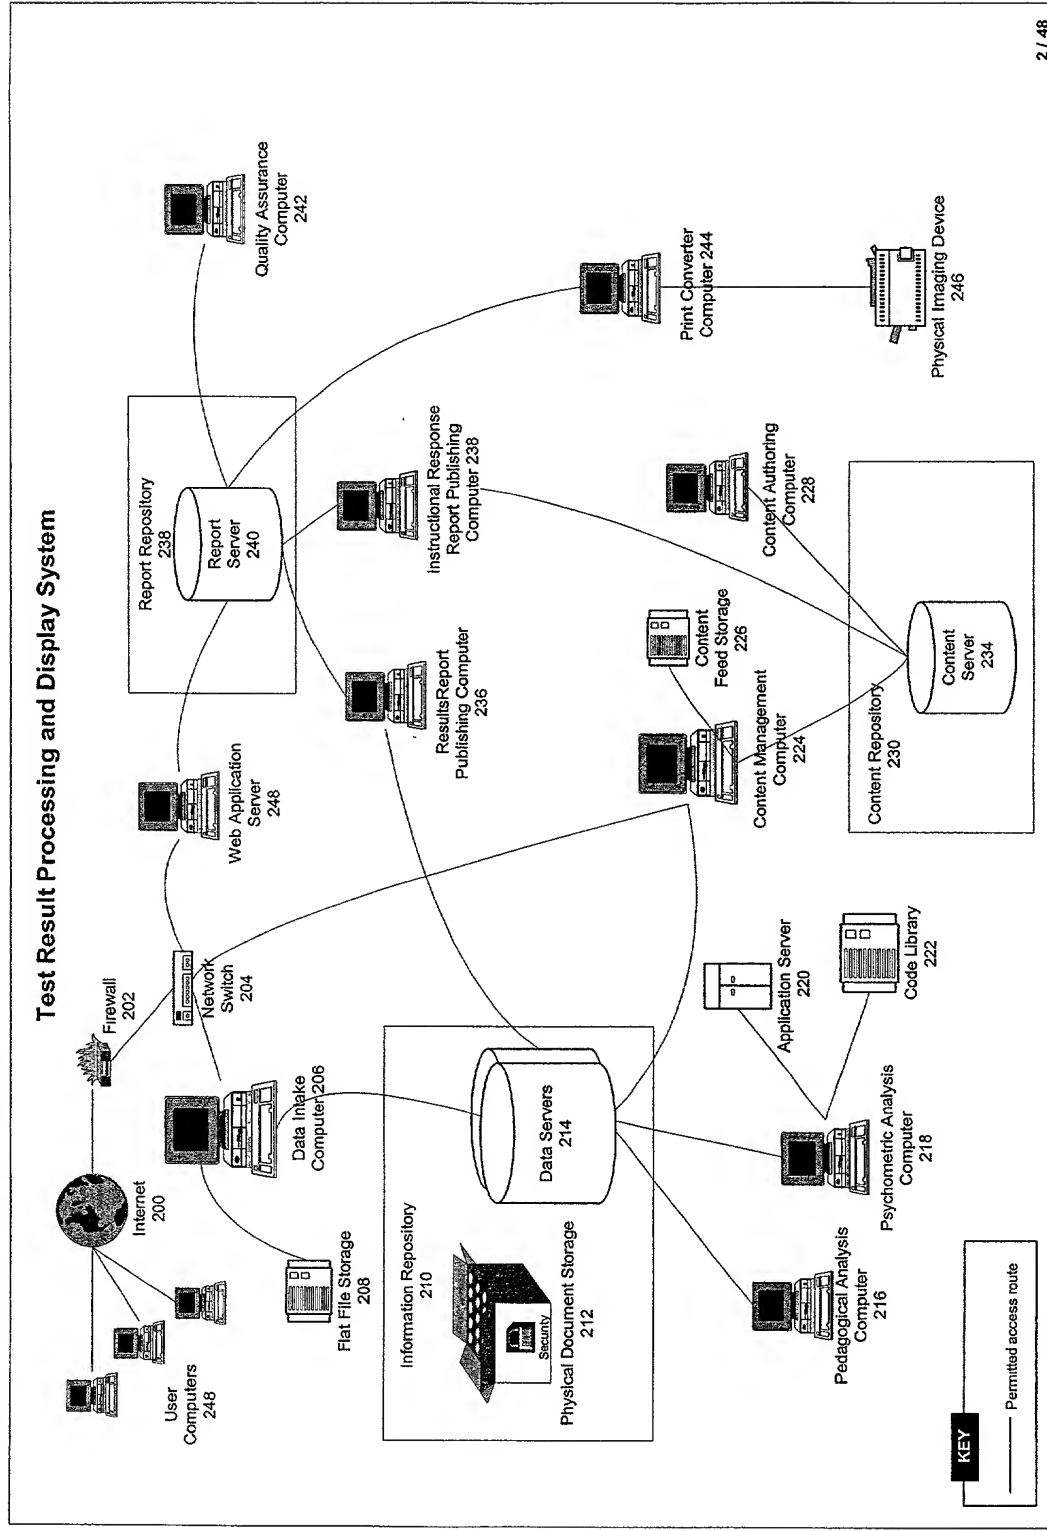 Test Result Processing and Display System
User
Computers
248
Internet
200
Firewall
202
Network
Switch
204
Web Application
Server
248
Report Repository
238
Report
Server
240
Quality Assurance
Computer
242
Flat File Storage
208
Data Intake
Computer 206
ResultsReport
Publishing Computer
236
Instructional Response
Report Publishing
Computer 238
Print Converter
Computer 244
Physical Imaging Device
246
Information Repository
210
Security
Physical Document Storage
212
Data Servers
214
Content
Feed Storage
226
Content Management
Computer
224
Content Authoring
Computer
228
Content Repository
230
Content
Server
234
Application Server
220
Code Library
222
Pedagogical Analysis
Computer
216
Psychometric Analysis
Computer
218
KEY
Permitted access route
2 / 48